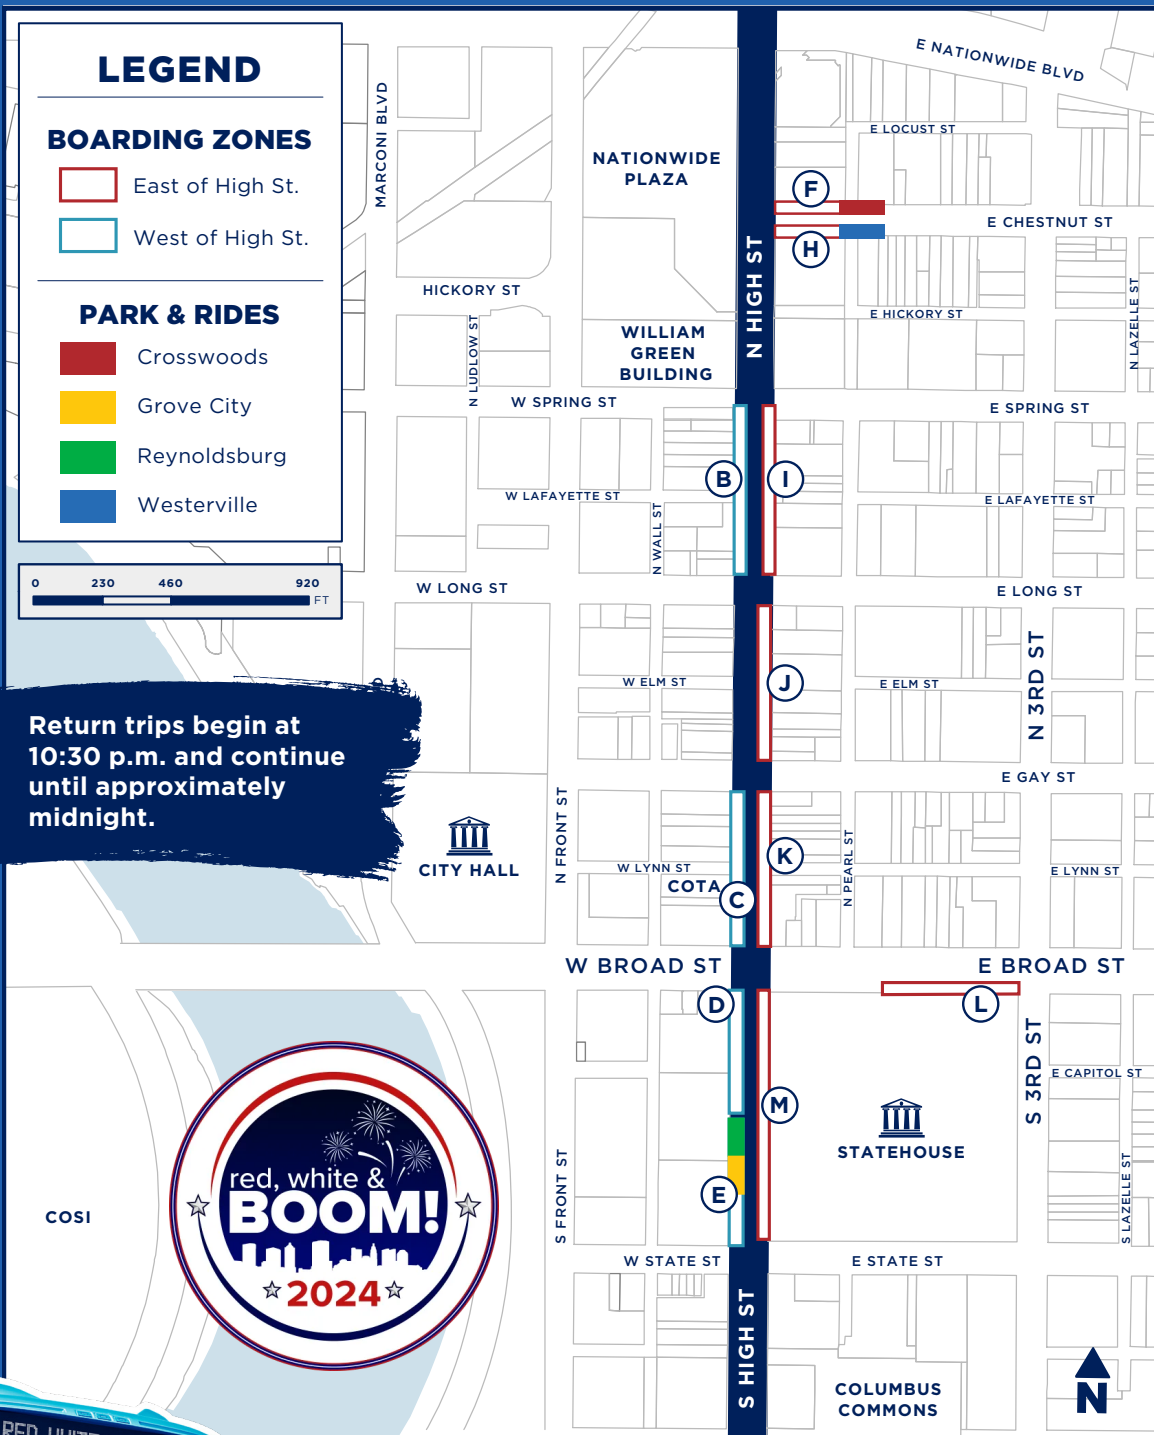 LEGEND
BOARDING ZONES
East of High St.
West of High St.
PARK & RIDES
Crosswoods
Grove City
Reynoldsburg
Westerville
0 230 460 920
FT
Return trips begin at
10:30 p.m. and continue
until approximately
midnight.
MARCONI BLVD
E NATIONWIDE BLVD
NATIONWIDE
PLAZA
E LOCUST ST
F
E CHESTNUT ST
H
N HIGH ST
HICKORY ST
E HICKORY ST
N LUDLOW ST
N LAZELLE ST
WILLIAM
GREEN
BUILDING
W SPRING ST
E SPRING ST
B
I
W LAFAYETTE ST
E LAFAYETTE ST
N WALL ST
W LONG ST
E LONG ST
W ELM ST
J
E ELM ST
N 3RD ST
E GAY ST
N FRONT ST
CITY HALL
W LYNN ST
K
N PEARL ST
E LYNN ST
COTA
C
W BROAD ST
E BROAD ST
D
L
S 3RD ST
E CAPITOL ST
M
STATEHOUSE
S FRONT ST
E
S LAZELLE ST
COSI
red, white &
BOOM!
2024
W STATE ST
E STATE ST
S HIGH ST
COLUMBUS
COMMONS
N